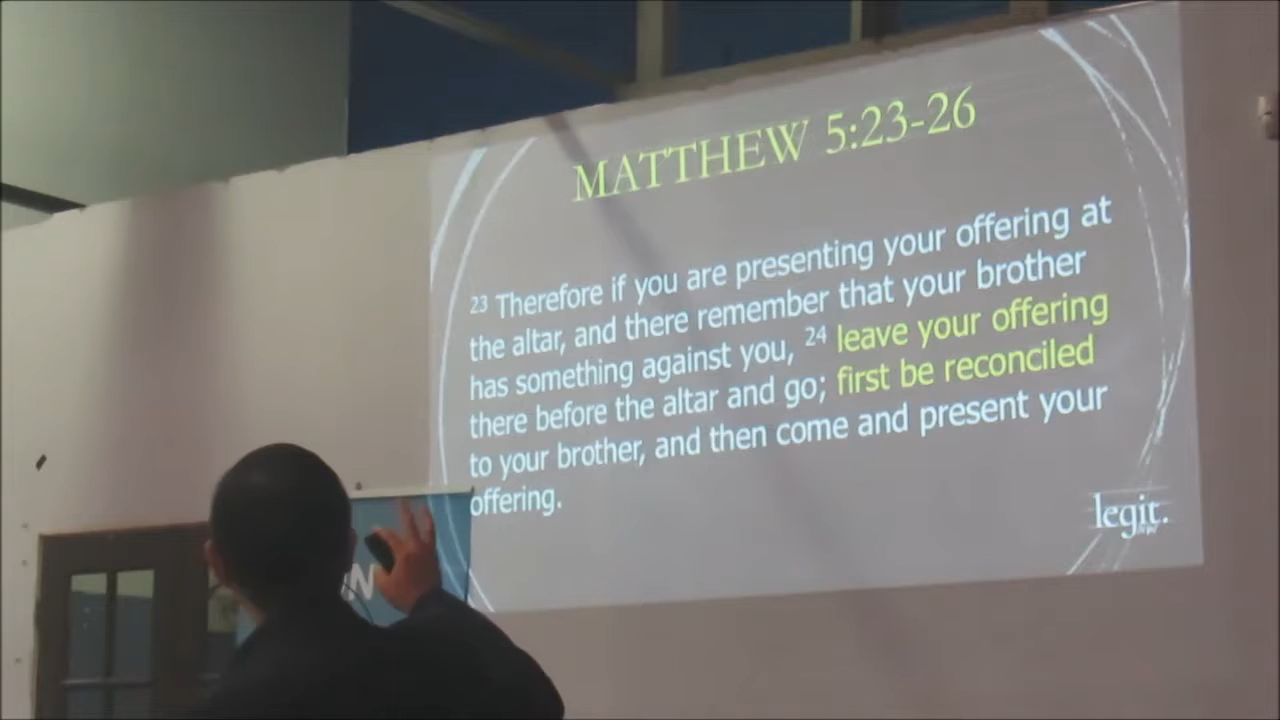 MATTHEW 5:23-26
23 Therefore if you are presenting your offering at
the altar, and there remember that your brother
has something against you, 24 leave your offering
there before the altar and go; first be reconciled
to your brother, and then come and present your
offering.
legit.
N